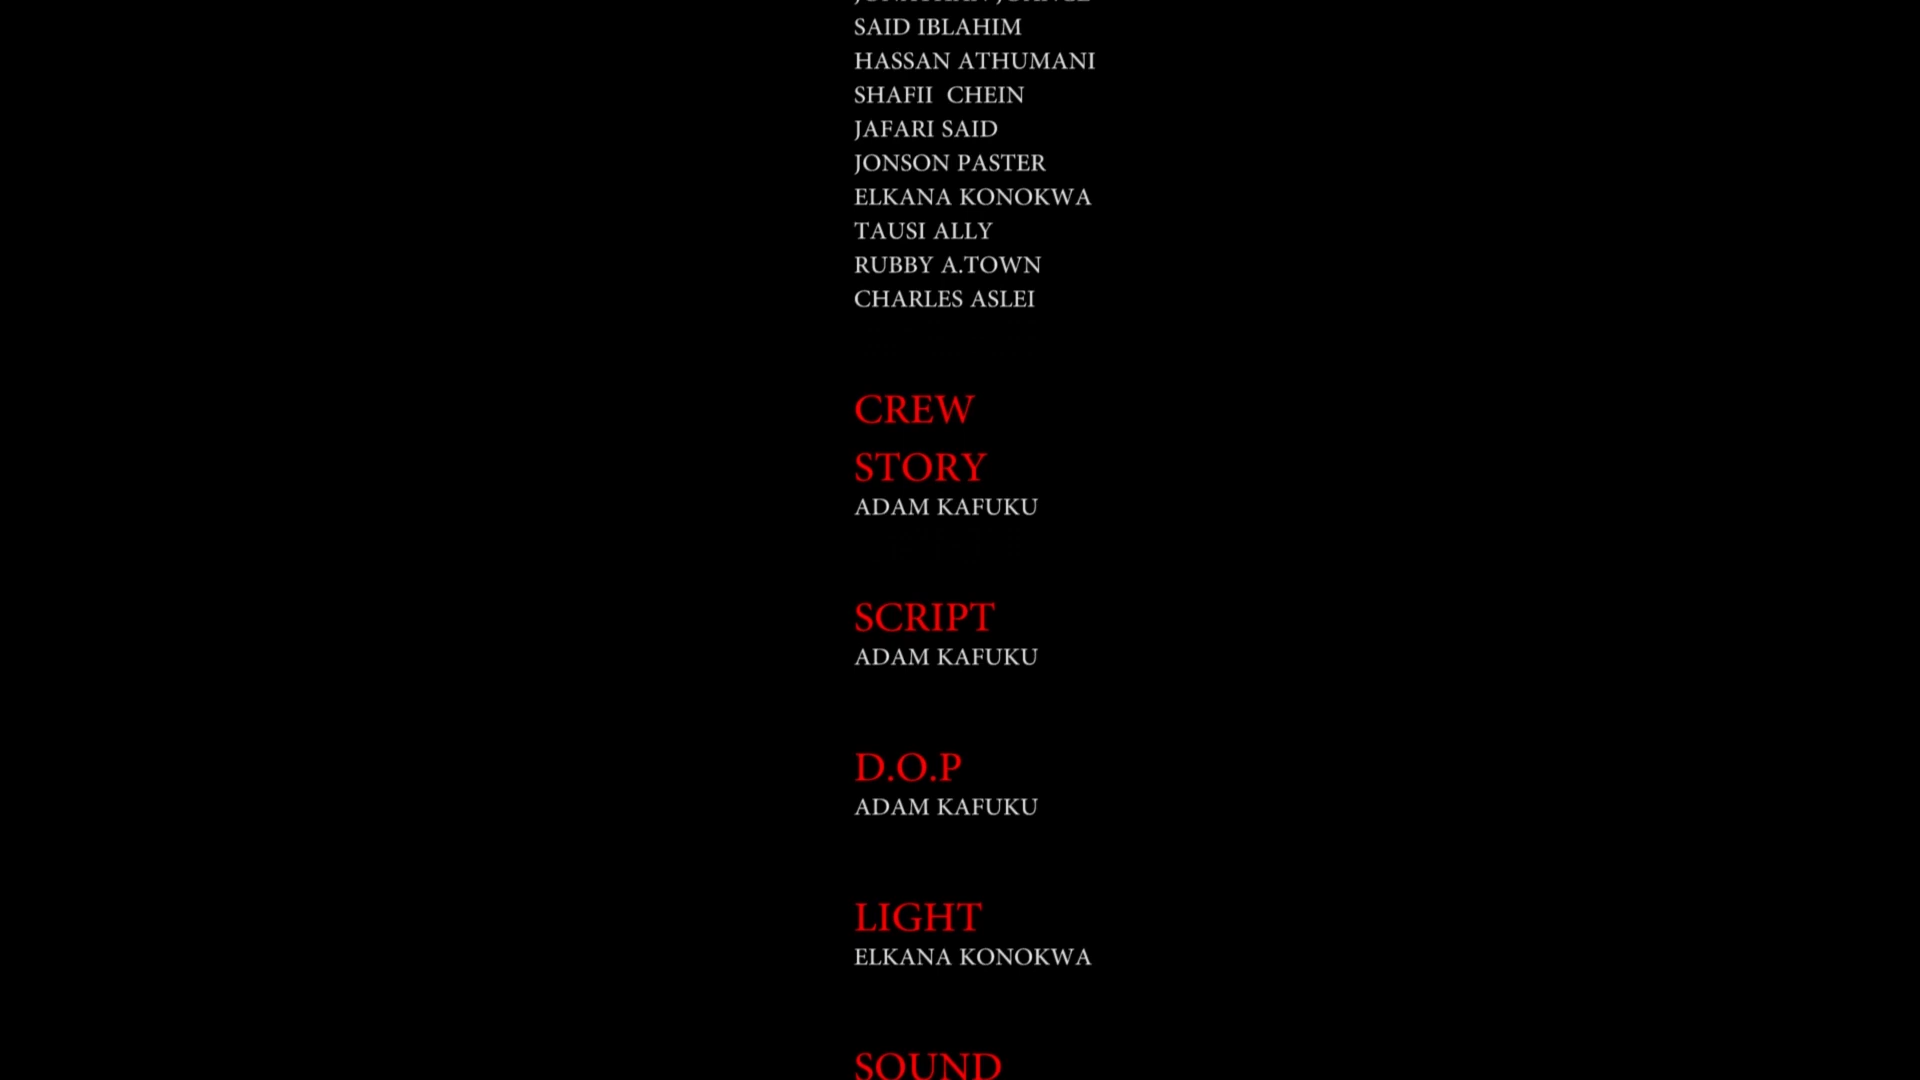 SAID IBLAHIM
HASSAN ATHUMANI
SHAFII  CHEIN
JAFARI SAID
JONSON PASTER
ELKANA KONOKWA
TAUSI ALLY
RUBBY A.TOWN
CHARLES ASLEI
CREW
STORY
ADAM KAFUKU
SCRIPT
ADAM KAFUKU
D.O.P
ADAM KAFUKU
LIGHT
ELKANA KONOKWA
SOUND